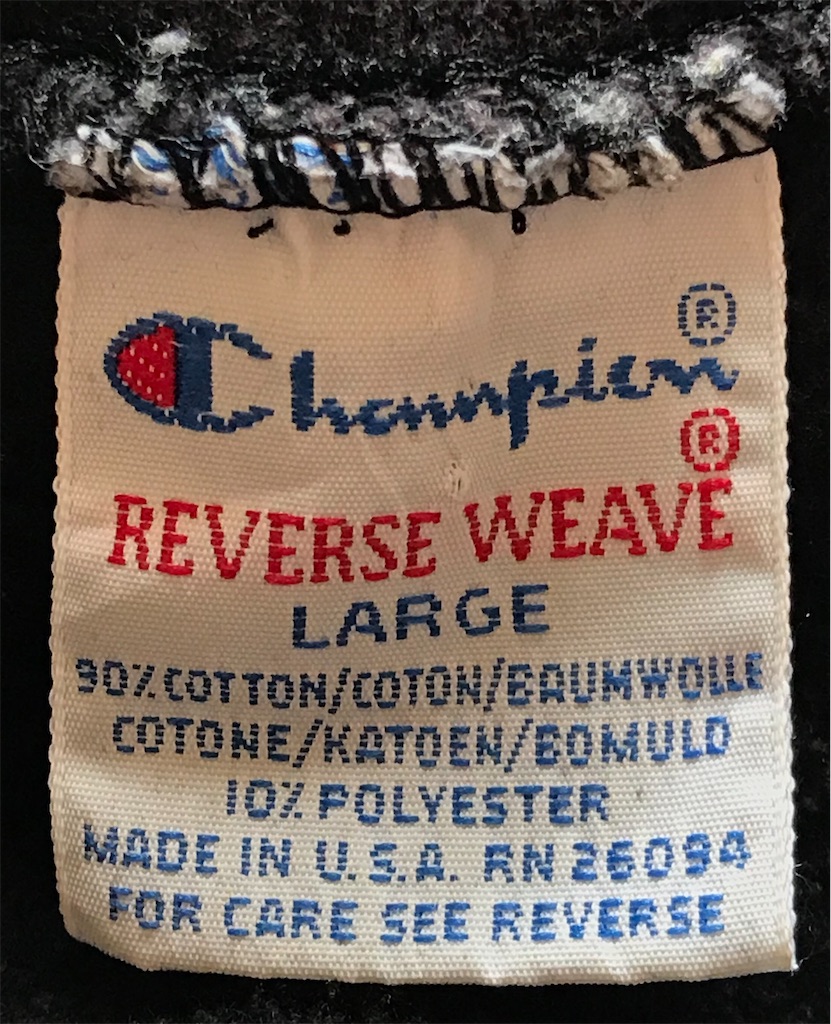 Champion®
REVERSE WEAVE®
LARGE
90% COTTON/COTON/BAUMWOLLE
COTONE/KATOEN/BOMULD
10% POLYESTER
MADE IN U.S.A. RN 26094
FOR CARE SEE REVERSE